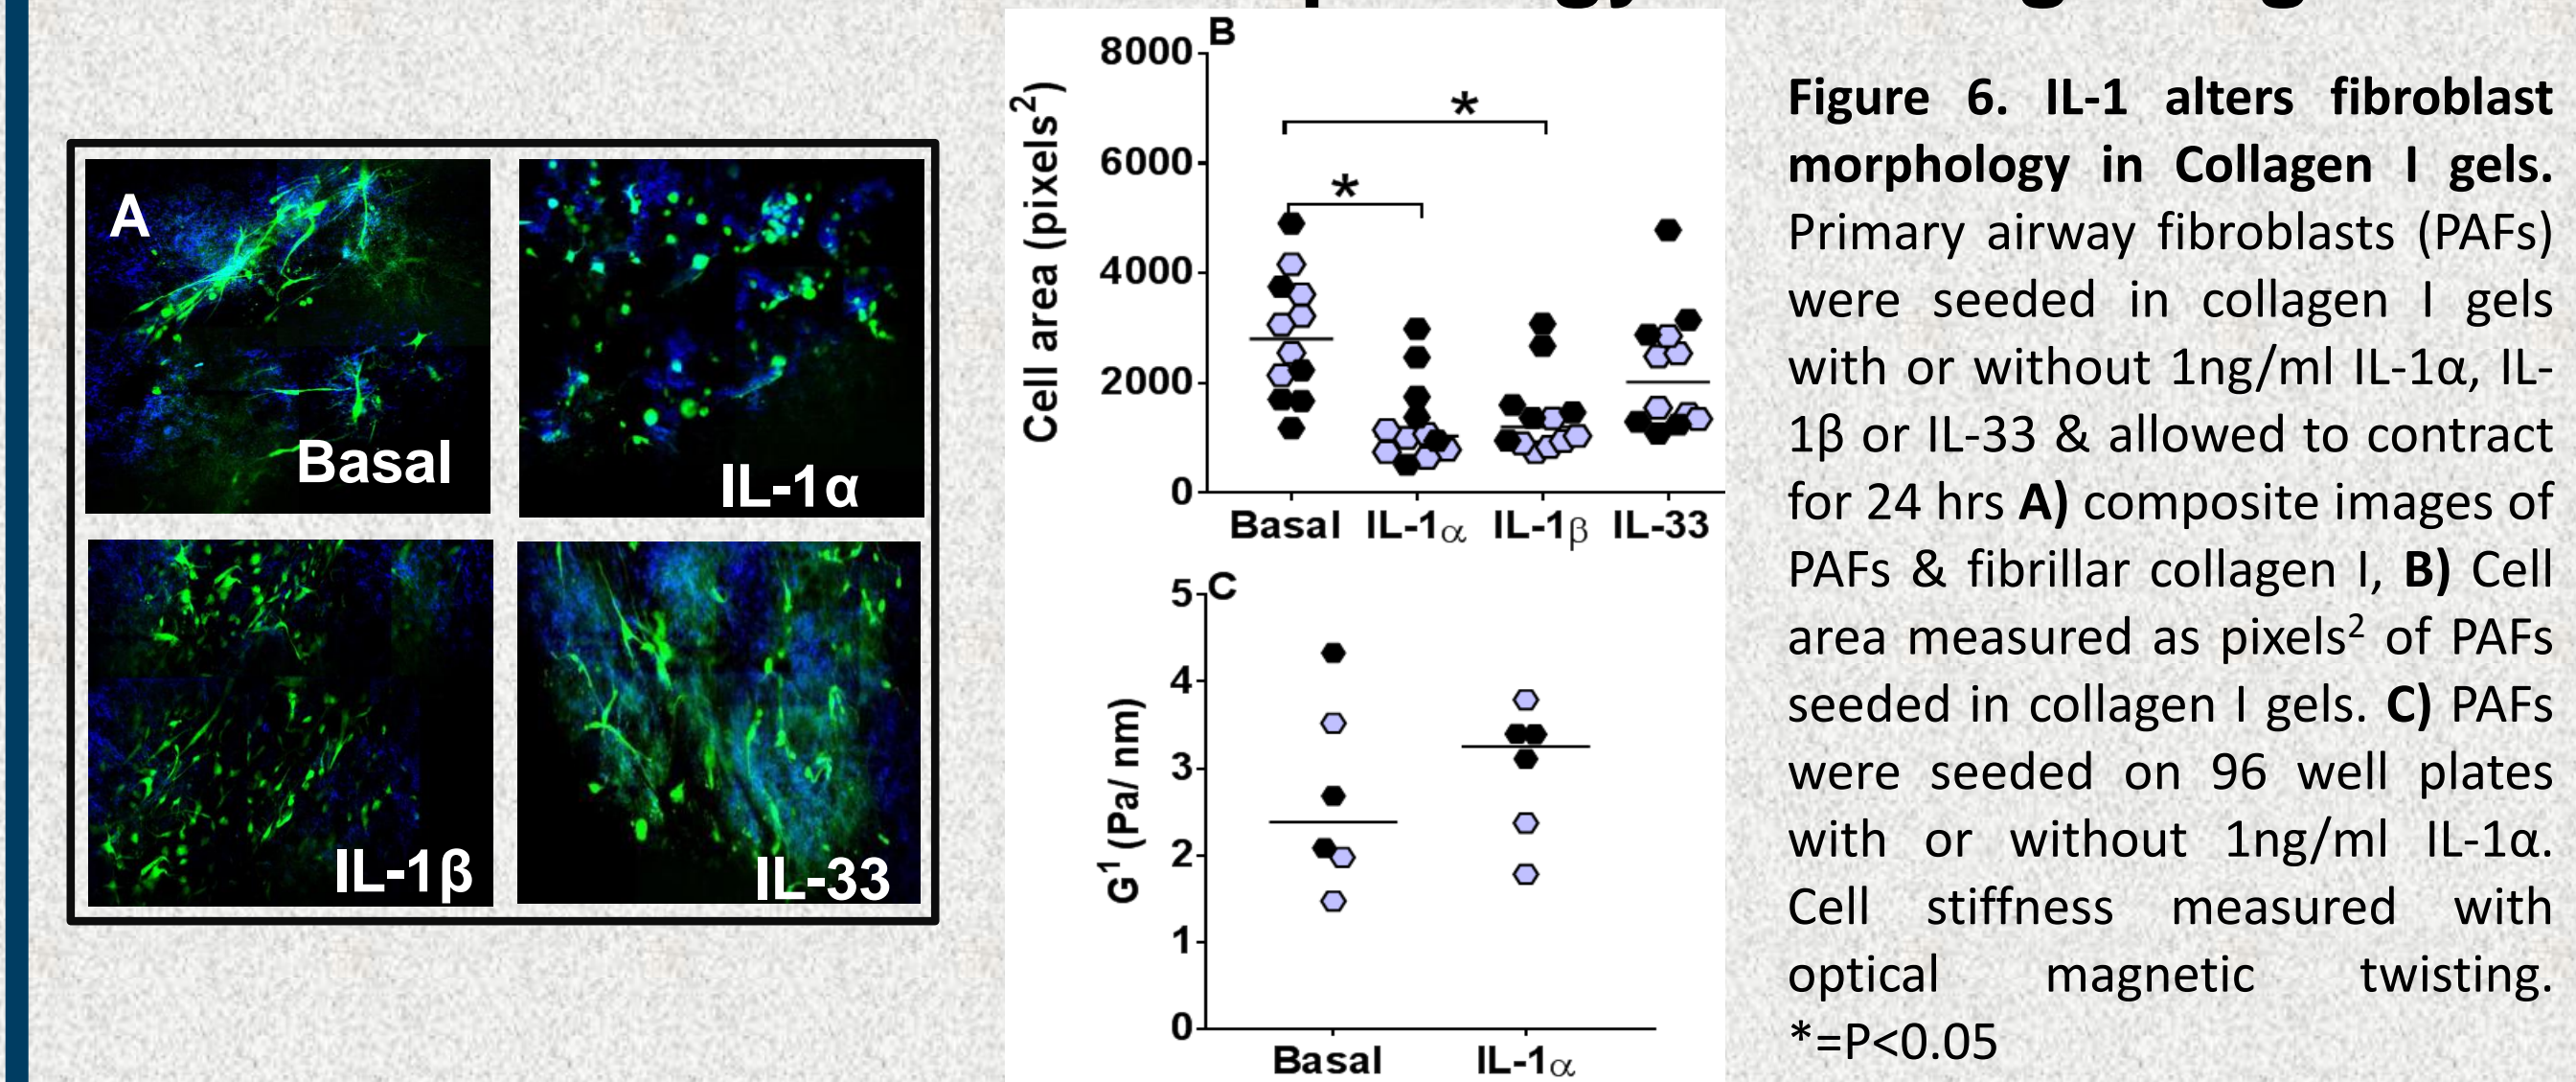 A
Basal
IL-1α
IL-1β
IL-33
B
8000
6000
4000
2000
0
Cell area (pixels²)
*
*
Basal IL-1α IL-1β IL-33
C
5
4
3
2
1
0
G¹ (Pa/ nm)
Basal IL-1α
Figure 6. IL-1 alters fibroblast
morphology in Collagen I gels.
Primary airway fibroblasts (PAFs)
were seeded in collagen I gels
with or without 1ng/ml IL-1α, IL-
1β or IL-33 & allowed to contract
for 24 hrs A) composite images of
PAFs & fibrillar collagen I, B) Cell
area measured as pixels² of PAFs
seeded in collagen I gels. C) PAFs
were seeded on 96 well plates
with or without 1ng/ml IL-1α.
Cell stiffness measured with
optical magnetic twisting.
*=P<0.05